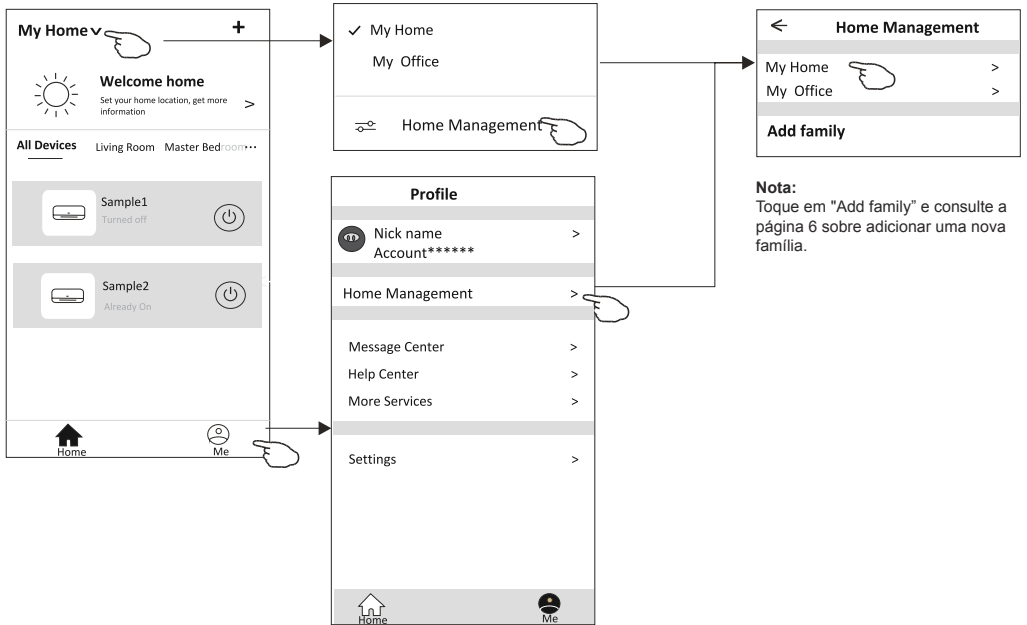 My Home
+
Welcome home
Set your home location, get more
information
>
All Devices Living Room Master Bedroom...
Sample1
Turned off
Sample2
Already On
Home Me
✓ My Home
My Office
Home Management
Profile
Nick name >
Account******
Home Management >
Message Center >
Help Center >
More Services >
Settings >
Home Me
← Home Management
My Home >
My Office >
Add family
Nota:
Toque em "Add family” e consulte a
página 6 sobre adicionar uma nova
família.